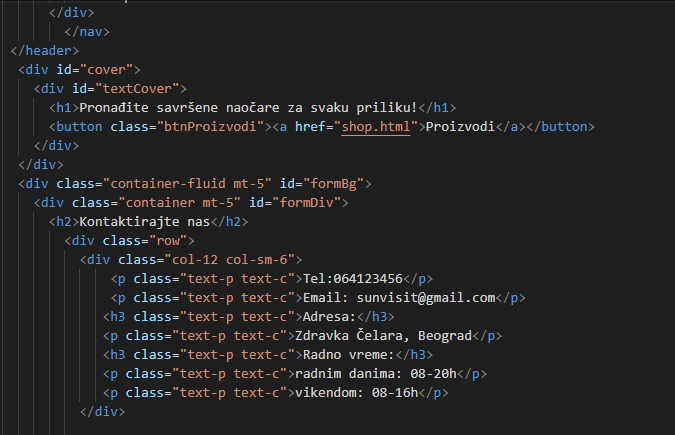 </div>
</nav>
</header>
<div id="cover">
<div id="textCover">
<h1>Pronađite savršene naočare za svaku priliku!</h1>
<button class="btnProizvodi"><a href="shop.html">Proizvodi</a></button>
</div>
</div>
<div class="container-fluid mt-5" id="formBg">
<div class="container mt-5" id="formDiv">
<h2>Kontaktirajte nas</h2>
<div class="row">
<div class="col-12 col-sm-6">
<p class="text-p text-c">Tel:064123456</p>
<p class="text-p text-c">Email: sunvisit@gmail.com</p>
<h3 class="text-p text-c">Adresa:</h3>
<p class="text-p text-c">Zdravka Čelara, Beograd</p>
<h3 class="text-p text-c">Radno vreme:</h3>
<p class="text-p text-c">radnim danima: 08-20h</p>
<p class="text-p text-c">vikendom: 08-16h</p>
</div>